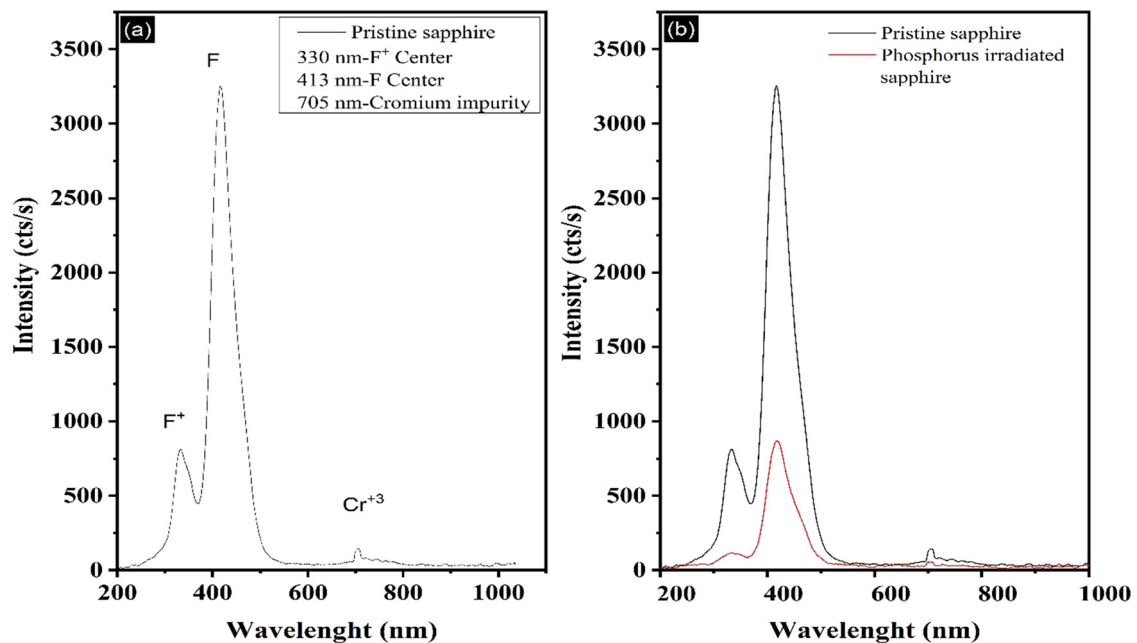 (a)
Pristine sapphire
330 nm-F⁺ Center
413 nm-F Center
705 nm-Cromium impurity
F
F⁺
Cr⁺³
3500
3000
2500
2000
1500
1000
500
0
Intensity (cts/s)
200 400 600 800 1000
Wavelenght (nm)
(b)
Pristine sapphire
Phosphorus irradiated
sapphire
3500
3000
2500
2000
1500
1000
500
0
Intensity (cts/s)
200 400 600 800 1000
Wavelenght (nm)